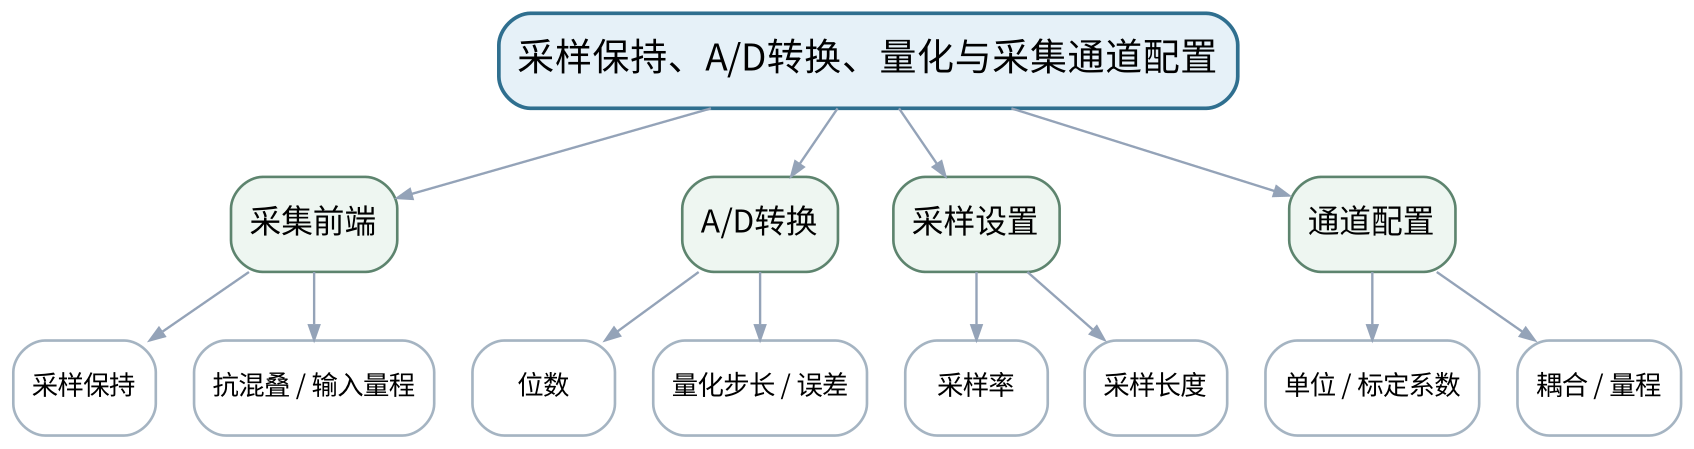 采样保持、A/D转换、量化与采集通道配置
采集前端
A/D转换
采样设置
通道配置
采样保持
抗混叠 / 输入量程
位数
量化步长 / 误差
采样率
采样长度
单位 / 标定系数
耦合 / 量程